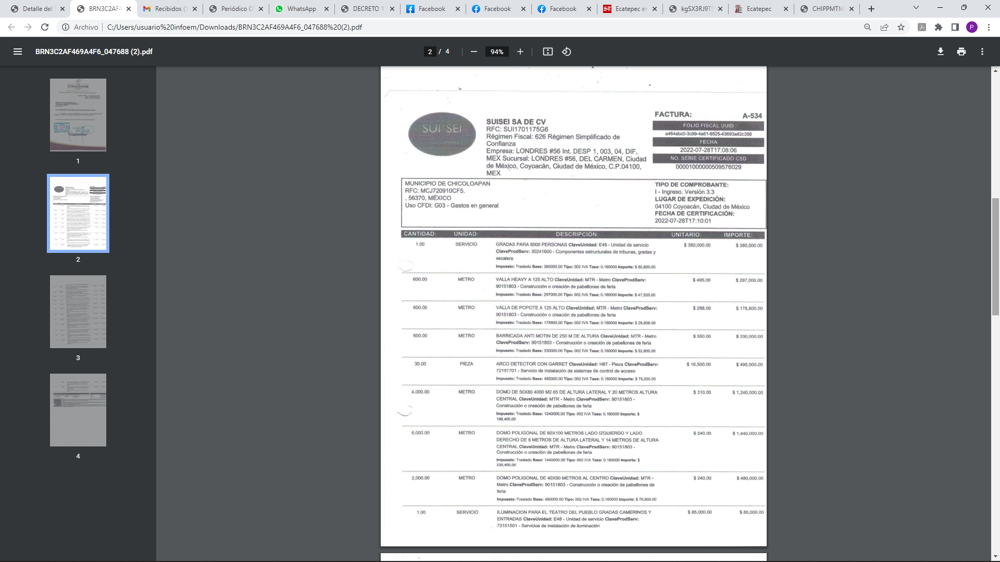 Detalle del S
BRN3C2AF4
Recibidos (1
Periódico O
WhatsApp
DECRETO 1
Facebook
Facebook
Facebook
Ecatepec en
kgSX3RJ9T5
Ecatepec
CHIPPMTM
Archivo
C:/Users/usuario%20infoem/Downloads/BRN3C2AF469A4F6_047688%20(2).pdf
P
BRN3C2AF469A4F6_047688 (2).pdf
2 / 4
94%
CHICOLOAPAN
1
2
3
4
SUI SEI
SUISEI SA DE CV
RFC: SUI1701175G6
Régimen Fiscal: 626 Régimen Simplificado de
Confianza
Empresa: LONDRES #56 Int. DESP 1, 003, 04, DIF,
MEX Sucursal: LONDRES #56, DEL CARMEN, Ciudad
de México, Coyoacán, Ciudad de México, C.P.04100,
MEX
FACTURA: A-534
FOLIO FISCAL UUID
a464abc0-3c99-4a61-8525-43693a82c358
FECHA
2022-07-28T17:08:06
NO. SERIE CERTIFICADO CSD
00001000000509576029
MUNICIPIO DE CHICOLOAPAN
RFC: MCJ720910CF5.
, 56370, MÉXICO
Uso CFDI: G03 - Gastos en general
TIPO DE COMPROBANTE:
I - Ingreso. Versión 3.3
LUGAR DE EXPEDICIÓN:
04100 Coyoacán, Ciudad de México
FECHA DE CERTIFICACIÓN:
2022-07-28T17:10:01
CANTIDAD: UNIDAD: DESCRIPCIÓN: UNITARIO: IMPORTE:
1.00 SERVICIO GRADAS PARA 6000 PERSONAS ClaveUnidad: E48 - Unidad de servicio $ 380,000.00 $ 380,000.00
ClaveProdServ: 30241600 - Componentes estructurales de tribunas, gradas y
escalera
Impuesto: Traslado Base: 380000.00 Tipo: 002 IVA Tasa: 0.160000 Importe: $ 60,800.00
600.00 METRO VALLA HEAVY A 125 ALTO ClaveUnidad: MTR - Metro ClaveProdServ: $ 495.00 $ 297,000.00
90151803 - Construcción o creación de pabellones de feria
Impuesto: Traslado Base: 297000.00 Tipo: 002 IVA Tasa: 0.160000 Importe: $ 47,520.00
600.00 METRO VALLA DE POPOTE A 125 ALTO ClaveUnidad: MTR - Metro ClaveProdServ: $ 298.00 $ 178,800.00
90151803 - Construcción o creación de pabellones de feria
Impuesto: Traslado Base: 178800.00 Tipo: 002 IVA Tasa: 0.160000 Importe: $ 28,608.00
600.00 METRO BARRICADA ANTI MOTIN DE 250 M DE ALTURA ClaveUnidad: MTR - Metro $ 550.00 $ 330,000.00
ClaveProdServ: 90151803 - Construcción o creación de pabellones de feria
Impuesto: Traslado Base: 330000.00 Tipo: 002 IVA Tasa: 0.160000 Importe: $ 52,800.00
30.00 PIEZA ARCO DETECTOR CON GARRET ClaveUnidad: H87 - Pieza ClaveProdServ: $ 16,500.00 $ 495,000.00
72151701 - Servicio de instalación de sistemas de control de acceso
Impuesto: Traslado Base: 495000.00 Tipo: 002 IVA Tasa: 0.160000 Importe: $ 79,200.00
4,000.00 METRO DOMO DE 50X80 4000 M2 65 DE ALTURA LATERAL Y 20 METROS ALTURA $ 310.00 $ 1,240,000.00
CENTRAL ClaveUnidad: MTR - Metro ClaveProdServ: 90151803 -
Construcción o creación de pabellones de feria
Impuesto: Traslado Base: 1240000.00 Tipo: 002 IVA Tasa: 0.160000 Importe: $
198,400.00
6,000.00 METRO DOMO POLIGONAL DE 60X100 METROS LADO IZQUIERDO Y LADO $ 240.00 $ 1,440,000.00
DERECHO DE 6 METROS DE ALTURA LATERAL Y 14 METROS DE ALTURA
CENTRAL ClaveUnidad: MTR - Metro ClaveProdServ: 90151803 -
Construcción o creación de pabellones de feria
Impuesto: Traslado Base: 1440000.00 Tipo: 002 IVA Tasa: 0.160000 Importe: $
230,400.00
2,000.00 METRO DOMO POLIGONAL DE 40X50 METROS AL CENTRO ClaveUnidad: MTR - $ 240.00 $ 480,000.00
Metro ClaveProdServ: 90151803 - Construcción o creación de pabellones de
feria
Impuesto: Traslado Base: 480000.00 Tipo: 002 IVA Tasa: 0.160000 Importe: $ 76,800.00
1.00 SERVICIO ILUMINACION PARA EL TEATRO DEL PUEBLO GRADAS CAMERINOS Y $ 85,000.00 $ 85,000.00
ENTRADAS ClaveUnidad: E48 - Unidad de servicio ClaveProdServ:
72151501 - Servicios de instalación de iluminación